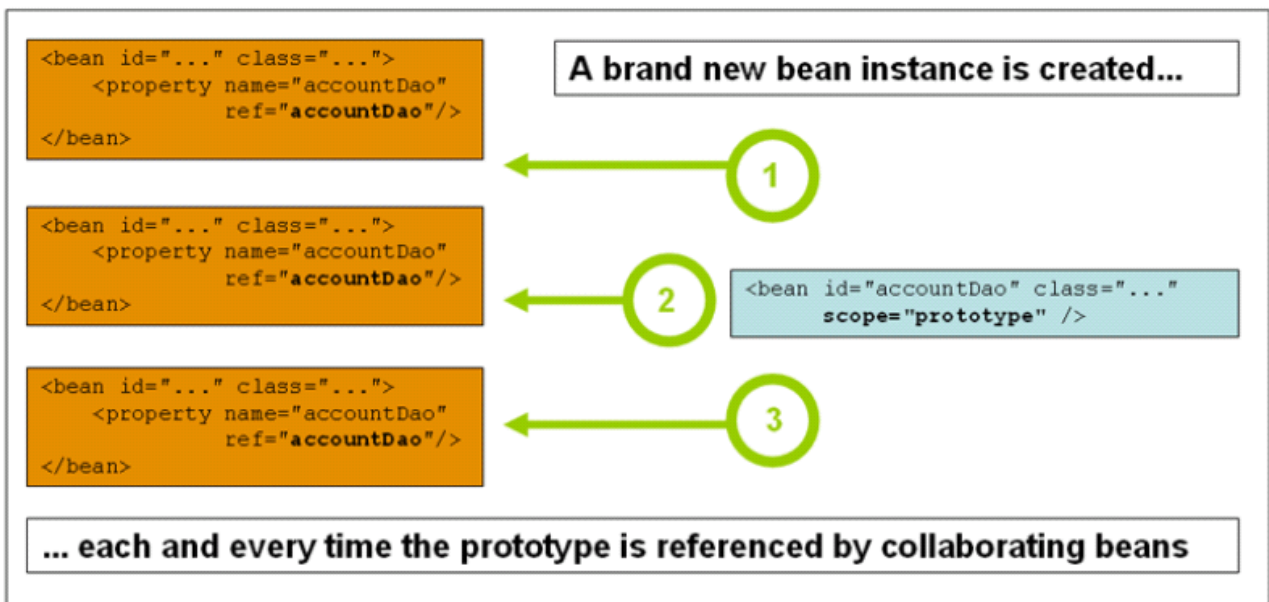 <bean id="..." class="...">
    <property name="accountDao"
              ref="accountDao"/>
</bean>
A brand new bean instance is created...
1
<bean id="..." class="...">
    <property name="accountDao"
              ref="accountDao"/>
</bean>
2
<bean id="accountDao" class="..."
      scope="prototype" />
<bean id="..." class="...">
    <property name="accountDao"
              ref="accountDao"/>
</bean>
3
... each and every time the prototype is referenced by collaborating beans